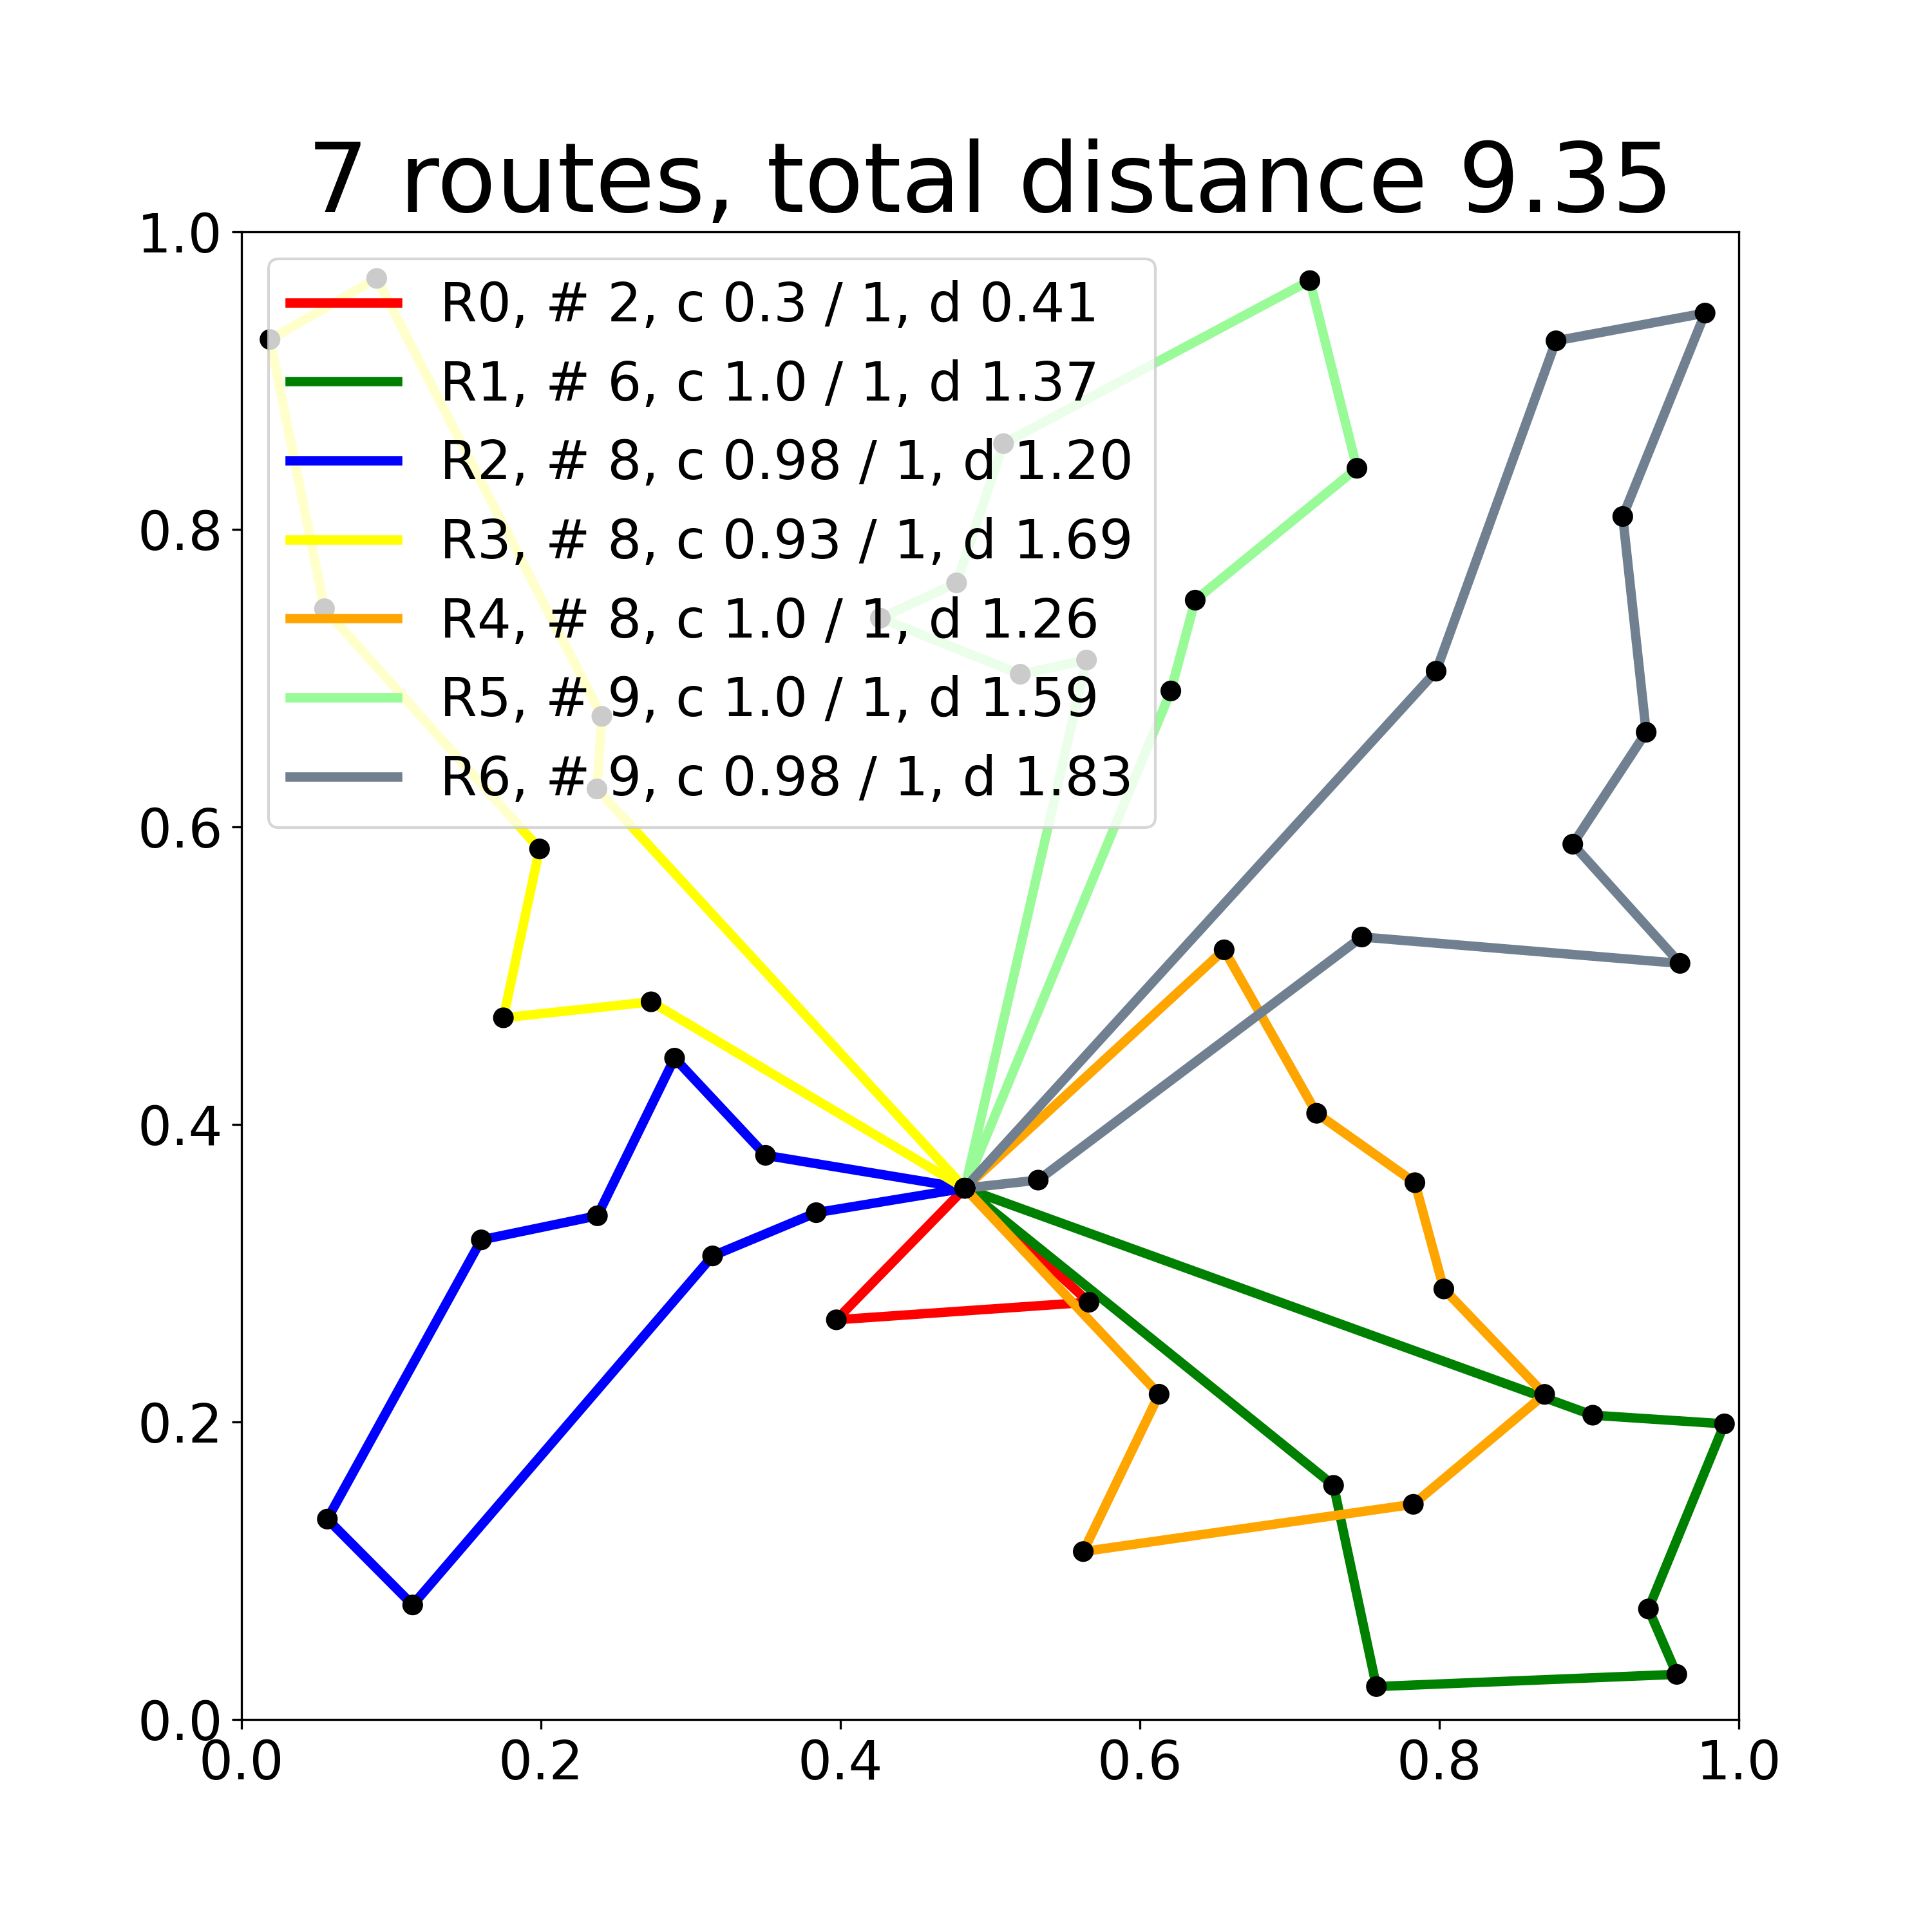 7 routes, total distance 9.35
1.0
0.8
0.6
0.4
0.2
0.0
R0, # 2, c 0.3 / 1, d 0.41
R1, # 6, c 1.0 / 1, d 1.37
R2, # 8, c 0.98 / 1, d 1.20
R3, # 8, c 0.93 / 1, d 1.69
R4, # 8, c 1.0 / 1, d 1.26
R5, # 9, c 1.0 / 1, d 1.59
R6, # 9, c 0.98 / 1, d 1.83
0.0 0.2 0.4 0.6 0.8 1.0